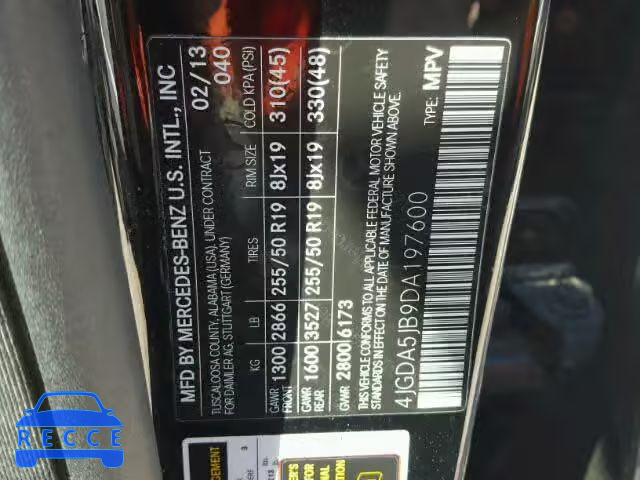 MFD BY MERCEDES-BENZ U.S. INTL., INC 02/13
TUSCALOOSA COUNTY, ALABAMA (USA), UNDER CONTRACT 040
FOR DAIMLER AG, STUTTGART (GERMANY)
KG LB TIRES RIM SIZE COLD KPA (PSI)
GAWR FRONT 1300 2866 255/50 R19 8Jx19 310(45)
GAWR REAR 1600 3527 255/50 R19 8Jx19 330(48)
GVWR 2800 6173
THIS VEHICLE CONFORMS TO ALL APPLICABLE FEDERAL MOTOR VEHICLE SAFETY
STANDARDS IN EFFECT ON THE DATE OF MANUFACTURE SHOWN ABOVE.
4JGDA5JB9DA197600 TYPE: MPV
RECCE